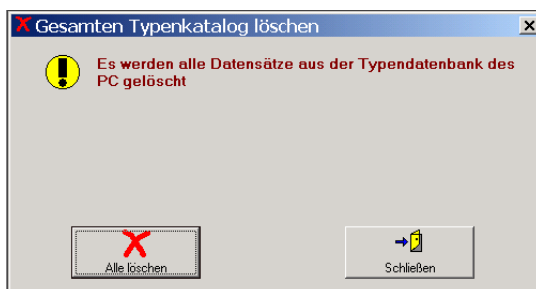 Gesamten Typenkatalog löschen
Es werden alle Datensätze aus der Typendatenbank des
PC gelöscht
Alle löschen
Schließen